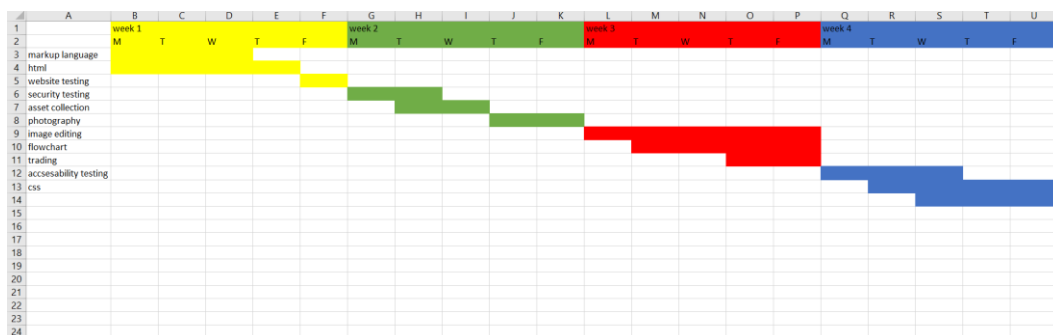 A B C D E F G H I J K L M N O P Q R S T U
1 week 1 week 2 week 3 week 4
2 M T W T F M T W T F M T W T F M T W T F
3 markup language
4 html
5 website testing
6 security testing
7 asset collection
8 photography
9 image editing
10 flowchart
11 trading
12 accsesability testing
13 css
14
15
16
17
18
19
20
21
22
23
24